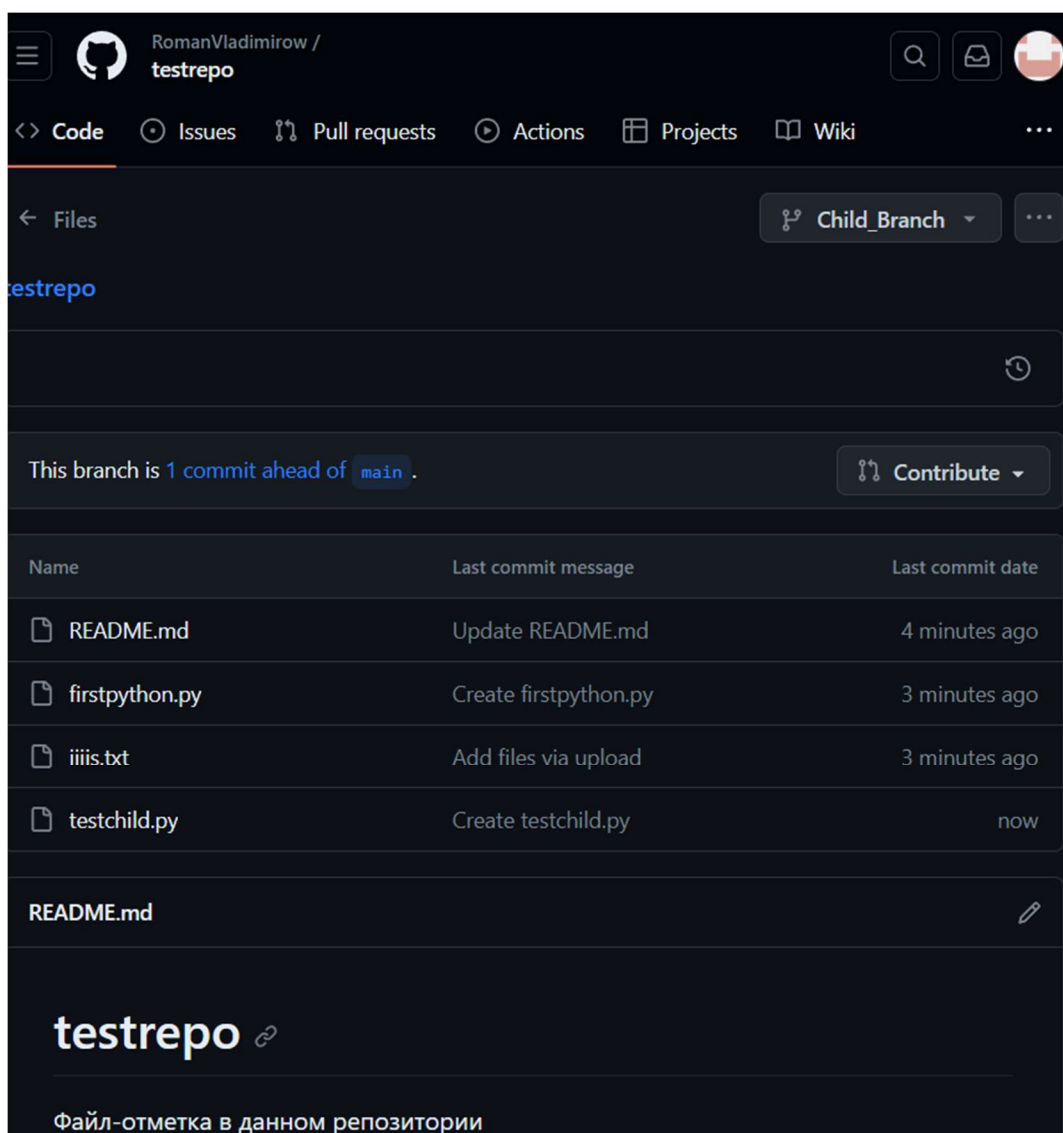 RomanVladimirow /
testrepo
Code Issues Pull requests Actions Projects Wiki
Files Child_Branch
testrepo
This branch is 1 commit ahead of main . Contribute
Name Last commit message Last commit date
README.md Update README.md 4 minutes ago
firstpython.py Create firstpython.py 3 minutes ago
iiiis.txt Add files via upload 3 minutes ago
testchild.py Create testchild.py now
README.md
testrepo
Файл-отметка в данном репозитории